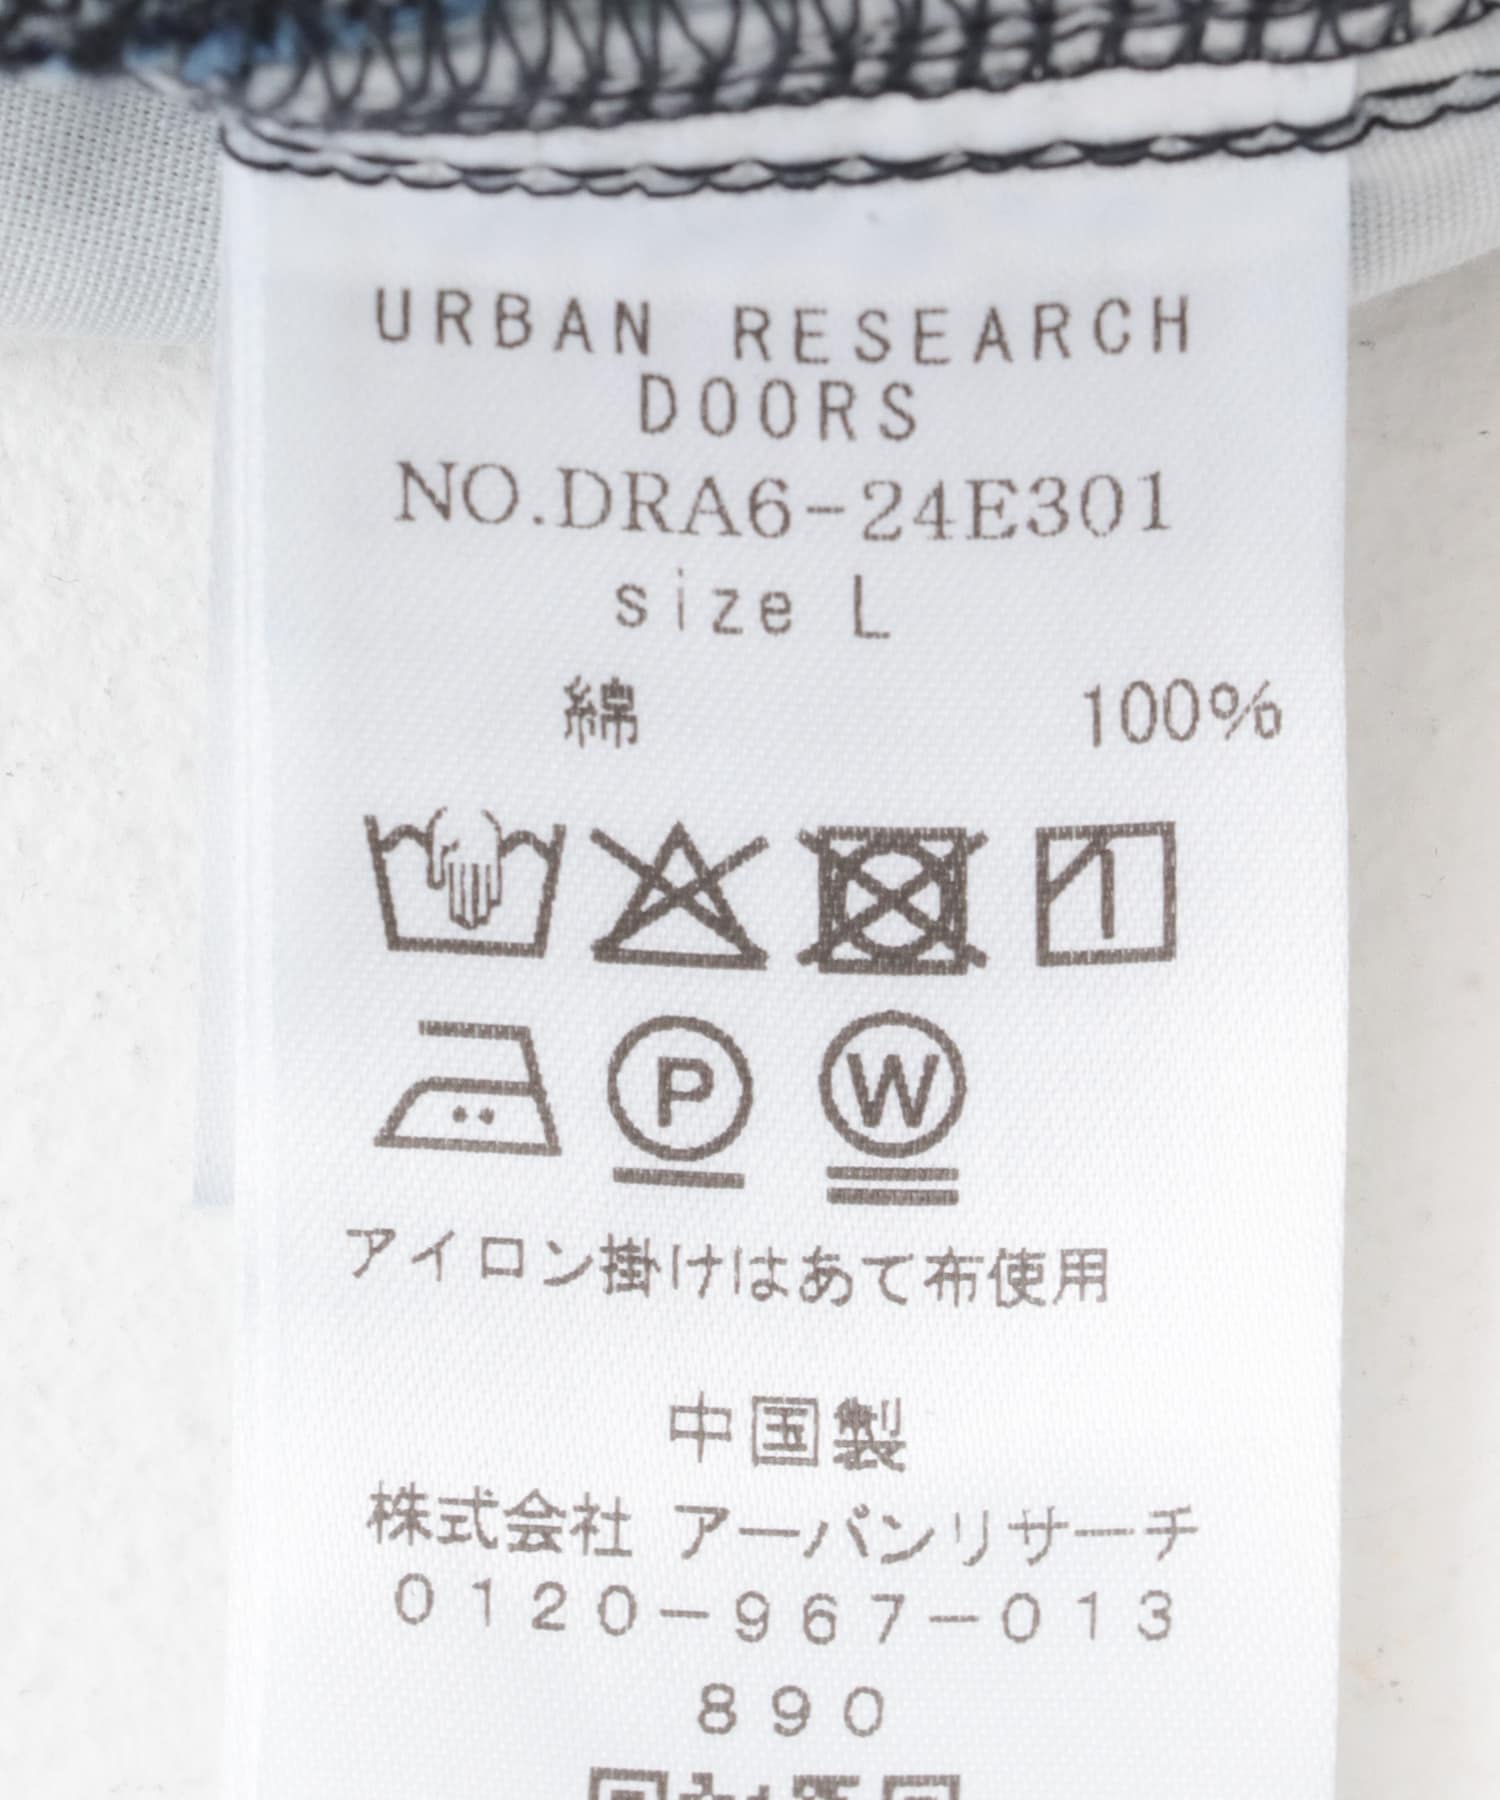 URBAN RESEARCH
DOORS
NO.DRA6-24E301
size L
綿 100%
P W
アイロン掛けはあて布使用
中国製
株式会社 アーバンリサーチ
0120-967-013
890